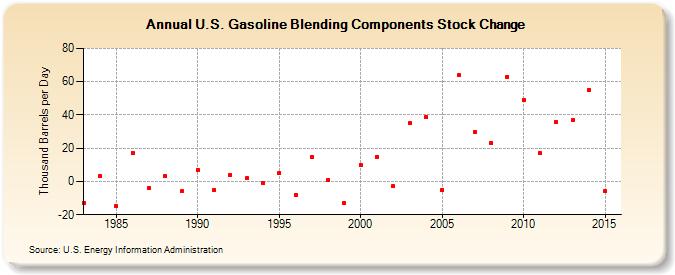 Annual U.S. Gasoline Blending Components Stock Change
Thousand Barrels per Day
80
60
40
20
0
-20
1985 1990 1995 2000 2005 2010 2015
Source: U.S. Energy Information Administration